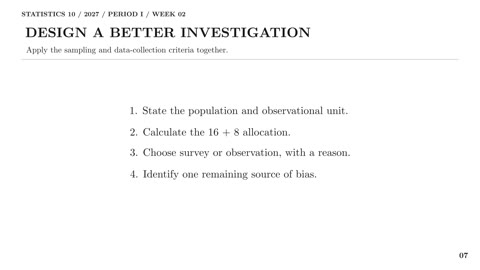 STATISTICS 10 / 2027 / PERIOD I / WEEK 02
DESIGN A BETTER INVESTIGATION
Apply the sampling and data-collection criteria together.
1. State the population and observational unit.
2. Calculate the 16 + 8 allocation.
3. Choose survey or observation, with a reason.
4. Identify one remaining source of bias.
07